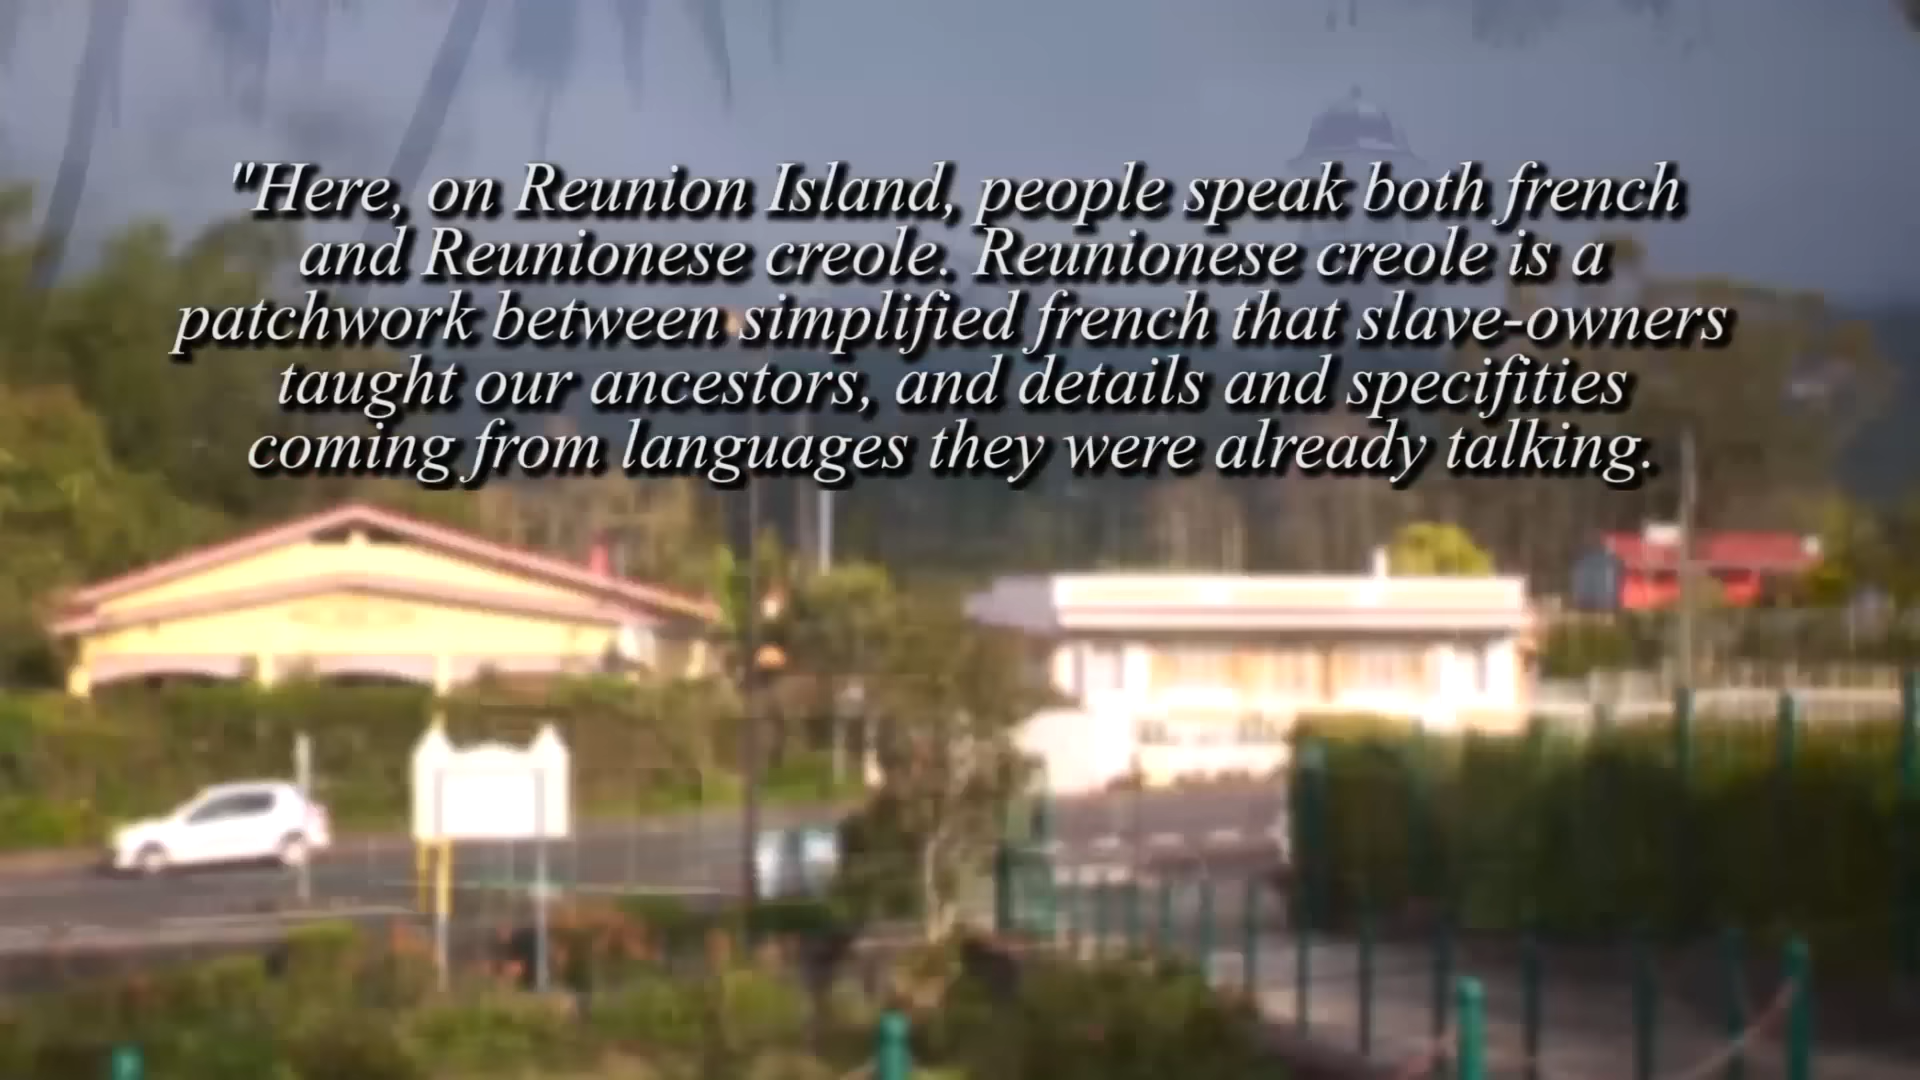 "Here, on Reunion Island, people speak both french
and Reunionese creole. Reunionese creole is a
patchwork between simplified french that slave-owners
taught our ancestors, and details and specifities
coming from languages they were already talking.